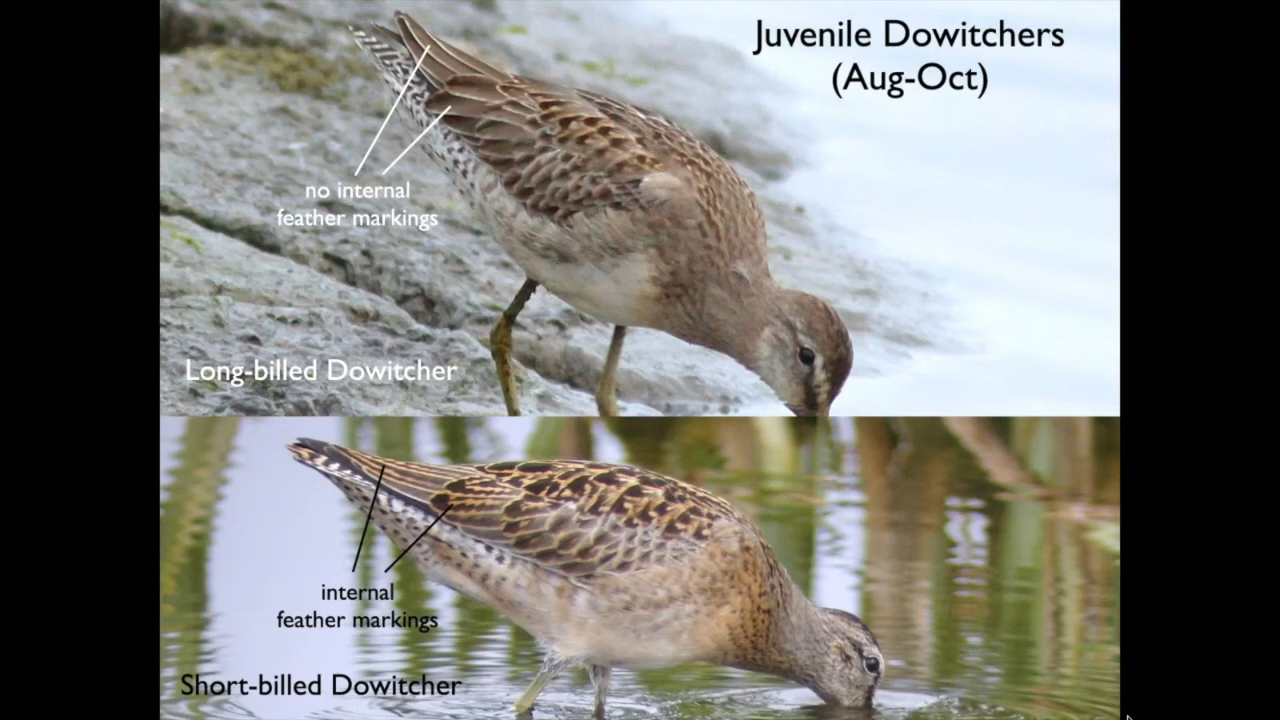 Juvenile Dowitchers
(Aug-Oct)
no internal
feather markings
Long-billed Dowitcher
internal
feather markings
Short-billed Dowitcher